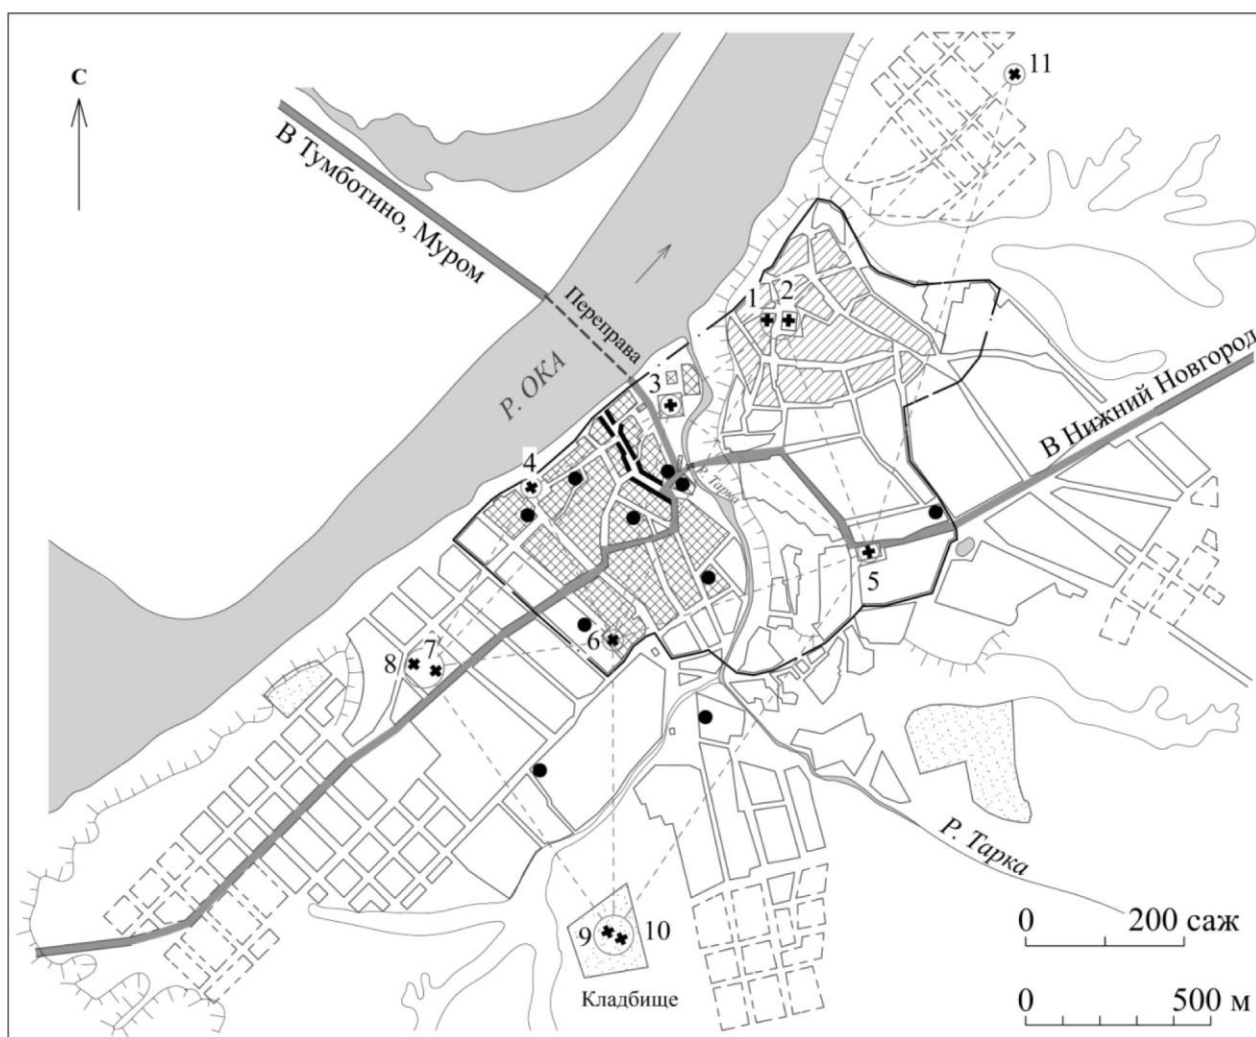 С
11
В Тумботино, Муром
Переправа
Р. ОКА
1 2
3
В Нижний Новгород
4
Р. Тарка
5
6
7
8
Р. Тарка
9 10
Кладбище
0 200 саж
0 500 м